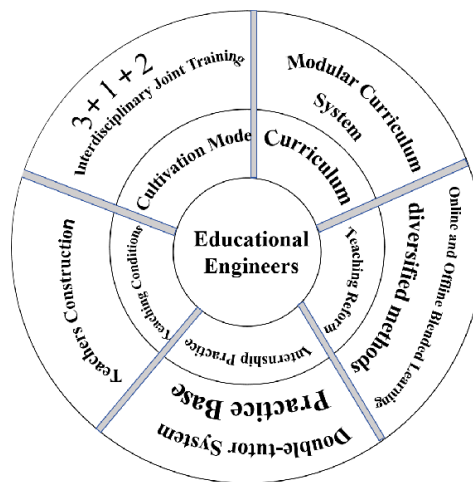 Educational
Engineers
Cultivation Mode
3+1+2
Interdisciplinary Joint Training
Curriculum
Modular Curriculum
System
Teaching Reform
diversified methods
Online and Offline Blended Learning
Internship Practice
Practice Base
Double-tutor System
Teaching Conditions
Teachers Construction